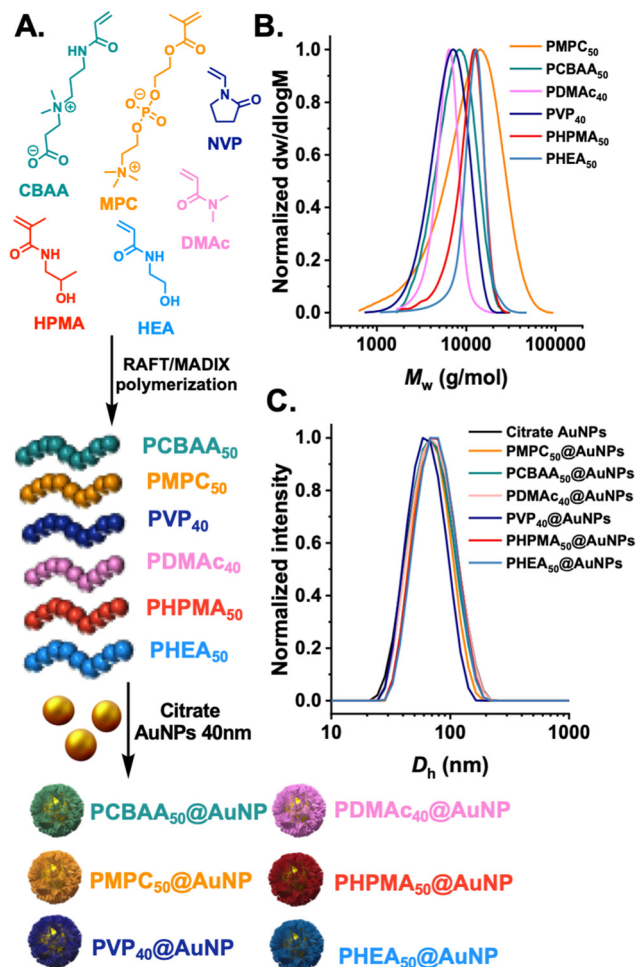 A.
CBAA
MPC
NVP
DMAc
HPMA
HEA
RAFT/MADIX
polymerization
PCBAA50
PMPC50
PVP40
PDMAc40
PHPMA50
PHEA50
Citrate
AuNPs 40nm
PCBAA50@AuNP
PDMAc40@AuNP
PMPC50@AuNP
PHPMA50@AuNP
PVP40@AuNP
PHEA50@AuNP
B.
Normalized dw/dlogM
1.0
0.8
0.6
0.4
0.2
0.0
1000
10000
100000
Mw (g/mol)
PMPC50
PCBAA50
PDMAc40
PVP40
PHPMA50
PHEA50
C.
Normalized intensity
1.0
0.8
0.6
0.4
0.2
0.0
10
100
1000
Dh (nm)
Citrate AuNPs
PMPC50@AuNPs
PCBAA50@AuNPs
PDMAc40@AuNPs
PVP40@AuNPs
PHPMA50@AuNPs
PHEA50@AuNPs